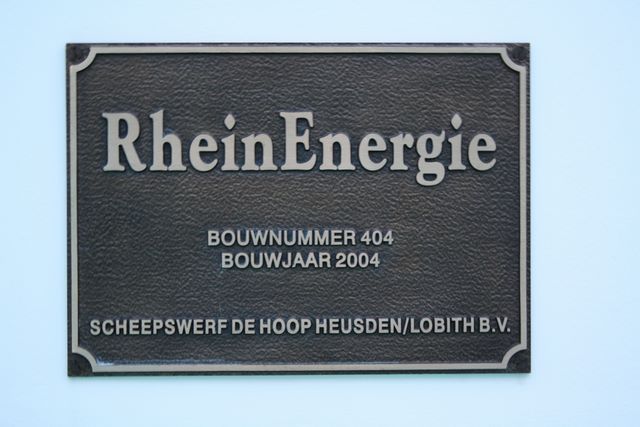 RheinEnergie
BOUWNUMMER 404
BOUWJAAR 2004
SCHEEPSWERF DE HOOP HEUSDEN/LOBITH B.V.